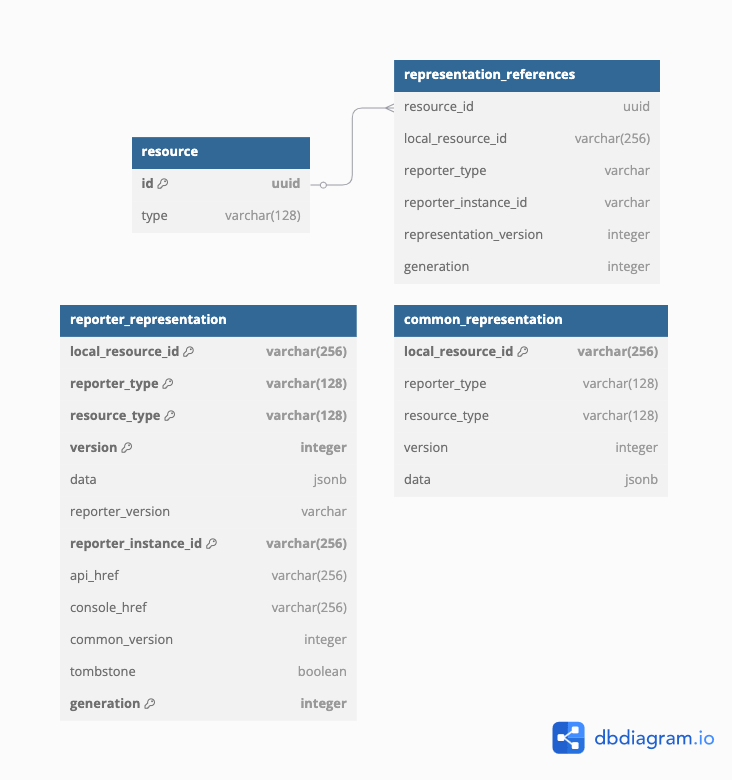 representation_references
resource_id uuid
local_resource_id varchar(256)
reporter_type varchar
reporter_instance_id varchar
representation_version integer
generation integer
resource
id uuid
type varchar(128)
reporter_representation
local_resource_id varchar(256)
reporter_type varchar(128)
resource_type varchar(128)
version integer
data jsonb
reporter_version varchar
reporter_instance_id varchar(256)
api_href varchar(256)
console_href varchar(256)
common_version integer
tombstone boolean
generation integer
common_representation
local_resource_id varchar(256)
reporter_type varchar(128)
resource_type varchar(128)
version integer
data jsonb
dbdiagram.io